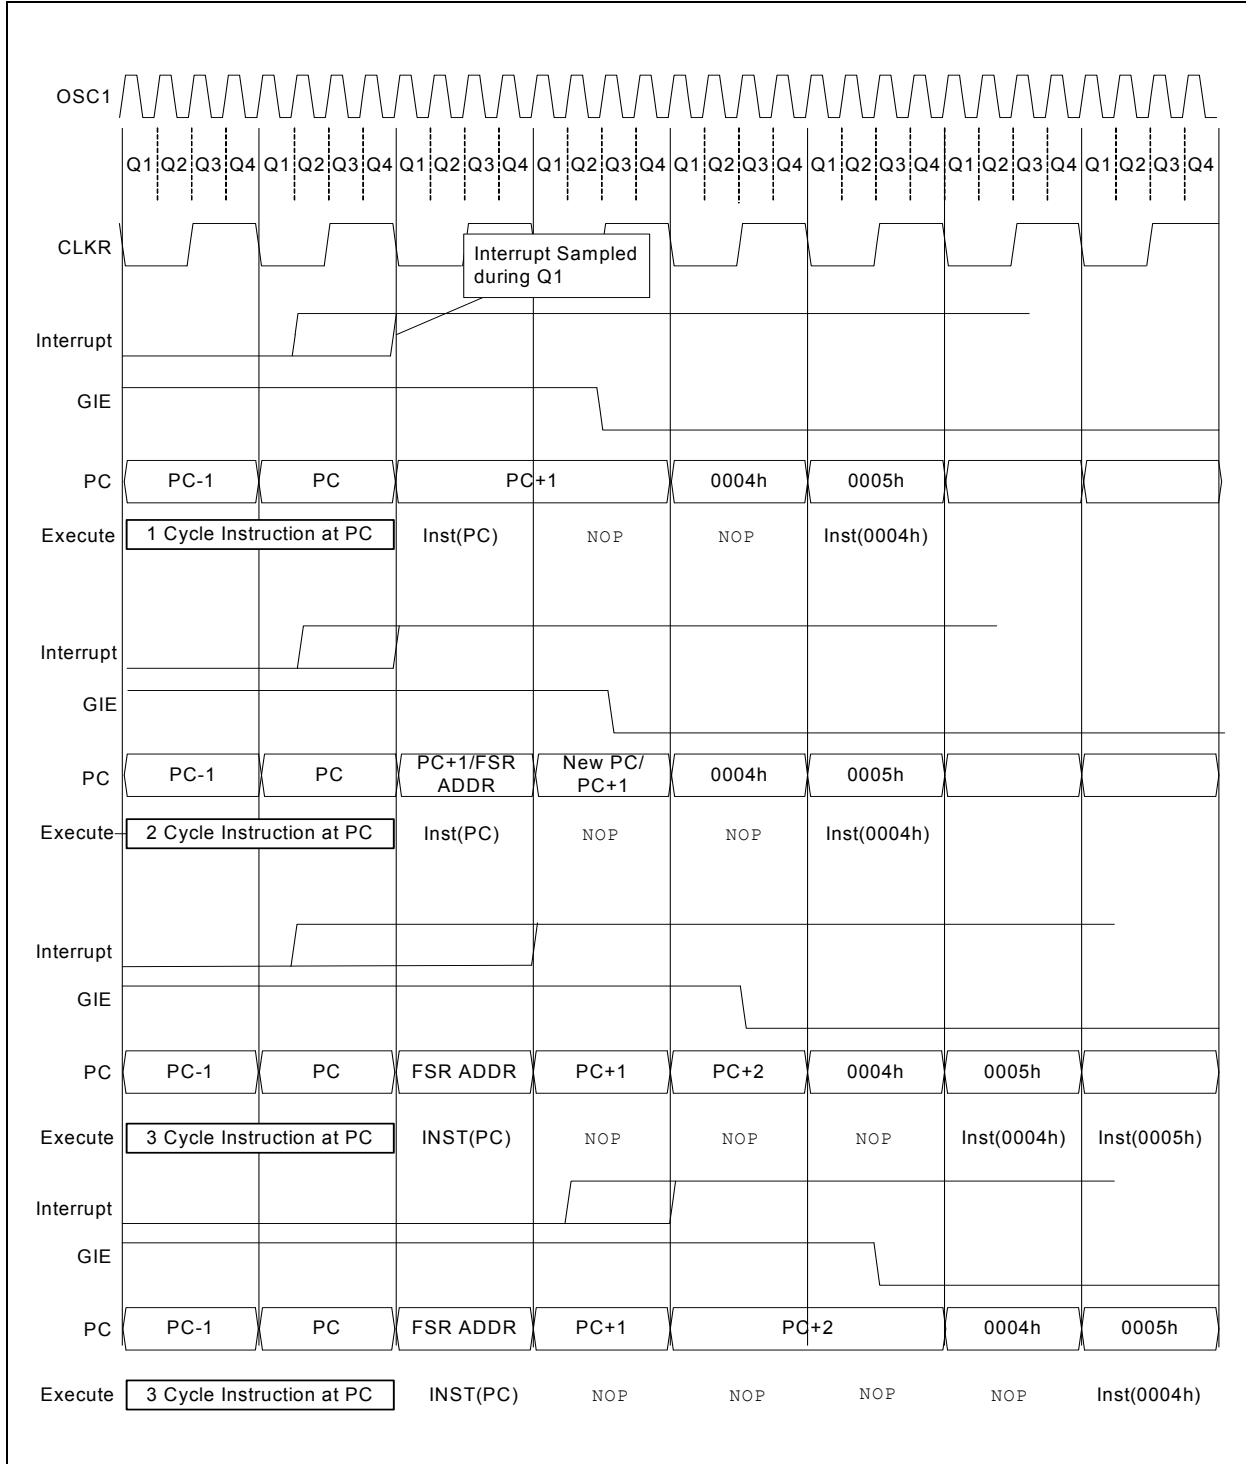 OSC1
Q1 Q2 Q3 Q4 Q1 Q2 Q3 Q4 Q1 Q2 Q3 Q4 Q1 Q2 Q3 Q4 Q1 Q2 Q3 Q4 Q1 Q2 Q3 Q4 Q1 Q2 Q3 Q4 Q1 Q2 Q3 Q4
CLKR
Interrupt Sampled
during Q1
Interrupt
GIE
PC PC-1 PC PC+1 0004h 0005h
Execute 1 Cycle Instruction at PC Inst(PC) NOP NOP Inst(0004h)
Interrupt
GIE
PC PC-1 PC PC+1/FSR ADDR New PC/ PC+1 0004h 0005h
Execute 2 Cycle Instruction at PC Inst(PC) NOP NOP Inst(0004h)
Interrupt
GIE
PC PC-1 PC FSR ADDR PC+1 PC+2 0004h 0005h
Execute 3 Cycle Instruction at PC INST(PC) NOP NOP NOP Inst(0004h) Inst(0005h)
Interrupt
GIE
PC PC-1 PC FSR ADDR PC+1 PC+2 0004h 0005h
Execute 3 Cycle Instruction at PC INST(PC) NOP NOP NOP NOP Inst(0004h)